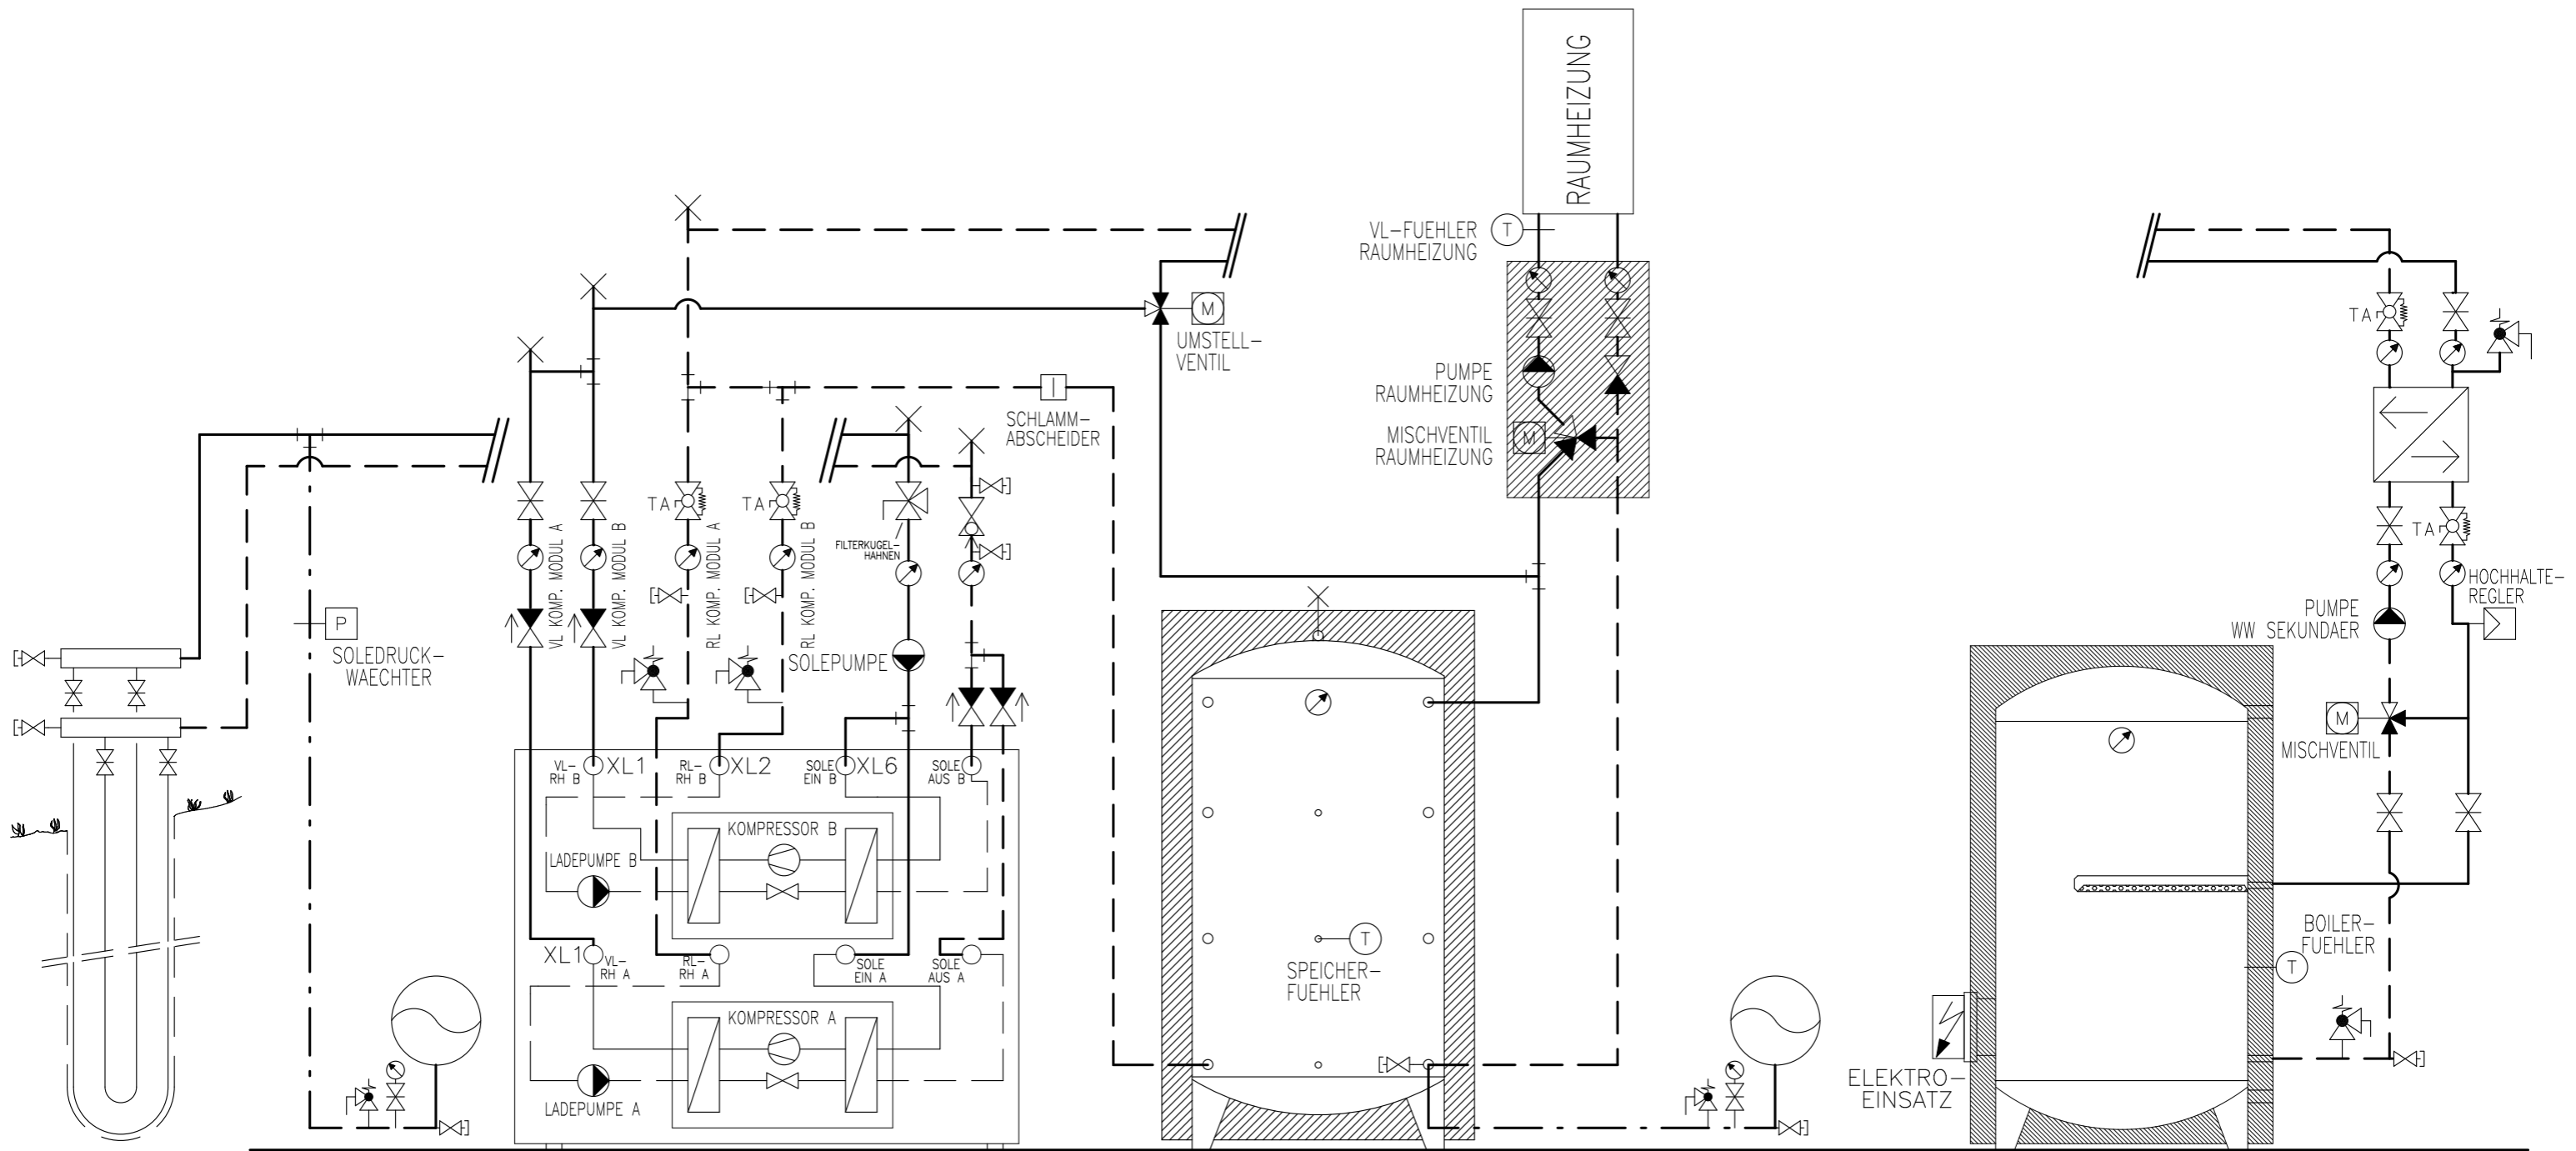 RAUMHEIZUNG
VL-FUEHLER
RAUMHEIZUNG
T
M
UMSTELL-
VENTIL
PUMPE
RAUMHEIZUNG
MISCHVENTIL
RAUMHEIZUNG
M
SCHLAMM-
ABSCHEIDER
TA
TA
TA
TA
FILTERKUGEL-
HAHNEN
VL KOMP. MODUL A
VL KOMP. MODUL B
RL KOMP. MODUL A
RL KOMP. MODUL B
P
SOLEDRUCK-
WAECHTER
SOLEPUMPE
HOCHHALTE-
REGLER
PUMPE
WW SEKUNDAER
M
MISCHVENTIL
VL-
RH B
XL1
RL-
RH B
XL2
SOLE
EIN B
XL6
SOLE
AUS B
KOMPRESSOR B
LADEPUMPE B
XL1
VL-
RH A
RL-
RH A
SOLE
EIN A
SOLE
AUS A
KOMPRESSOR A
LADEPUMPE A
T
SPEICHER-
FUEHLER
BOILER-
FUEHLER
T
ELEKTRO-
EINSATZ